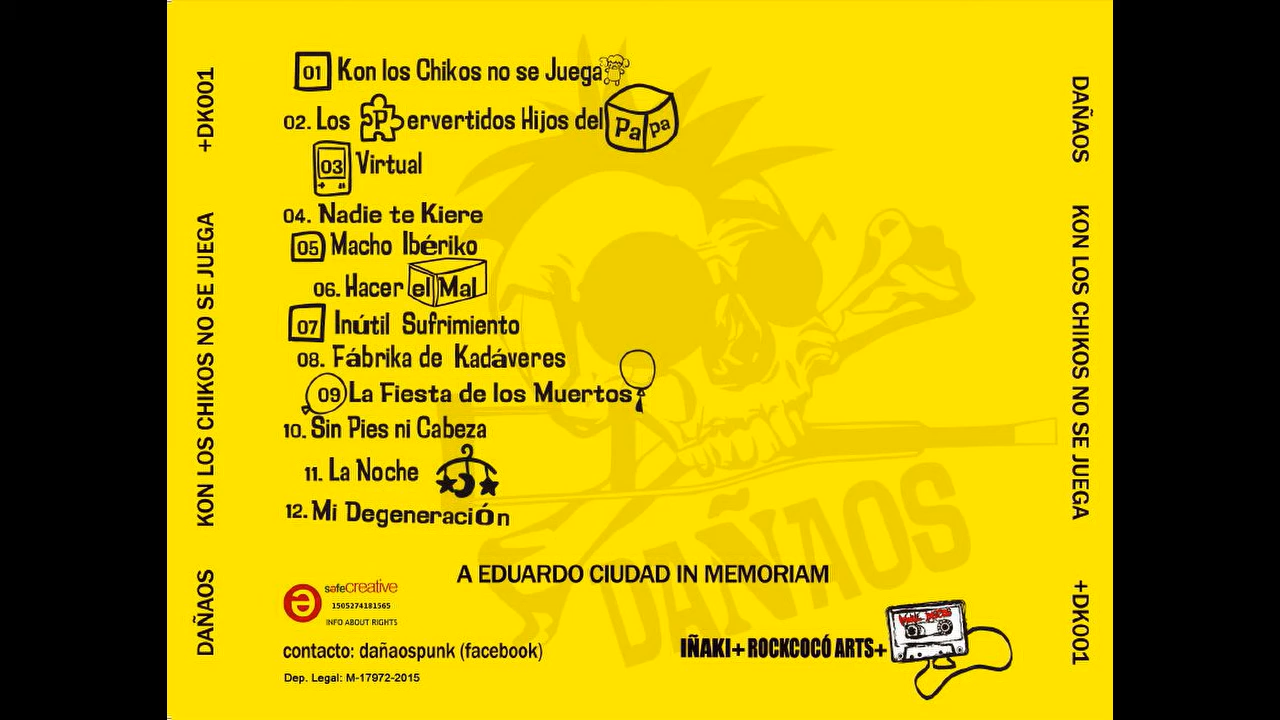 +DK001
KON LOS CHIKOS NO SE JUEGA
DAÑAOS
01 Kon los Chikos no se Juega
02. Los Pervertidos Hijos del Papa
03 Virtual
04. Nadie te Kiere
05 Macho Ibériko
06. Hacer el Mal
07 Inútil Sufrimiento
08. Fábrika de Kadáveres
09 La Fiesta de los Muertos
10. Sin Pies ni Cabeza
11. La Noche
12. Mi Degeneración
DAÑAOS
A EDUARDO CIUDAD IN MEMORIAM
safeCreative
1505274181565
INFO ABOUT RIGHTS
contacto: dañaospunk (facebook)
Dep. Legal: M-17972-2015
IÑAKI+ ROCKCOCÓ ARTS+
DAÑAOS
KON LOS CHIKOS NO SE JUEGA
+DK001